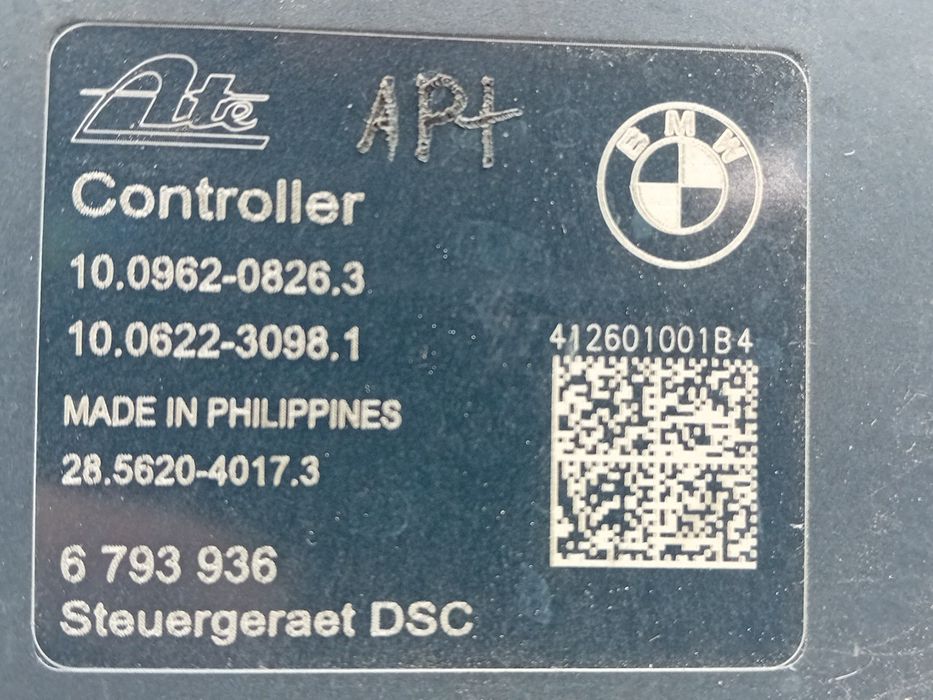 Ate
BMW
Controller
10.0962-0826.3
10.0622-3098.1
412601001B4
MADE IN PHILIPPINES
28.5620-4017.3
6 793 936
Steuergeraet DSC